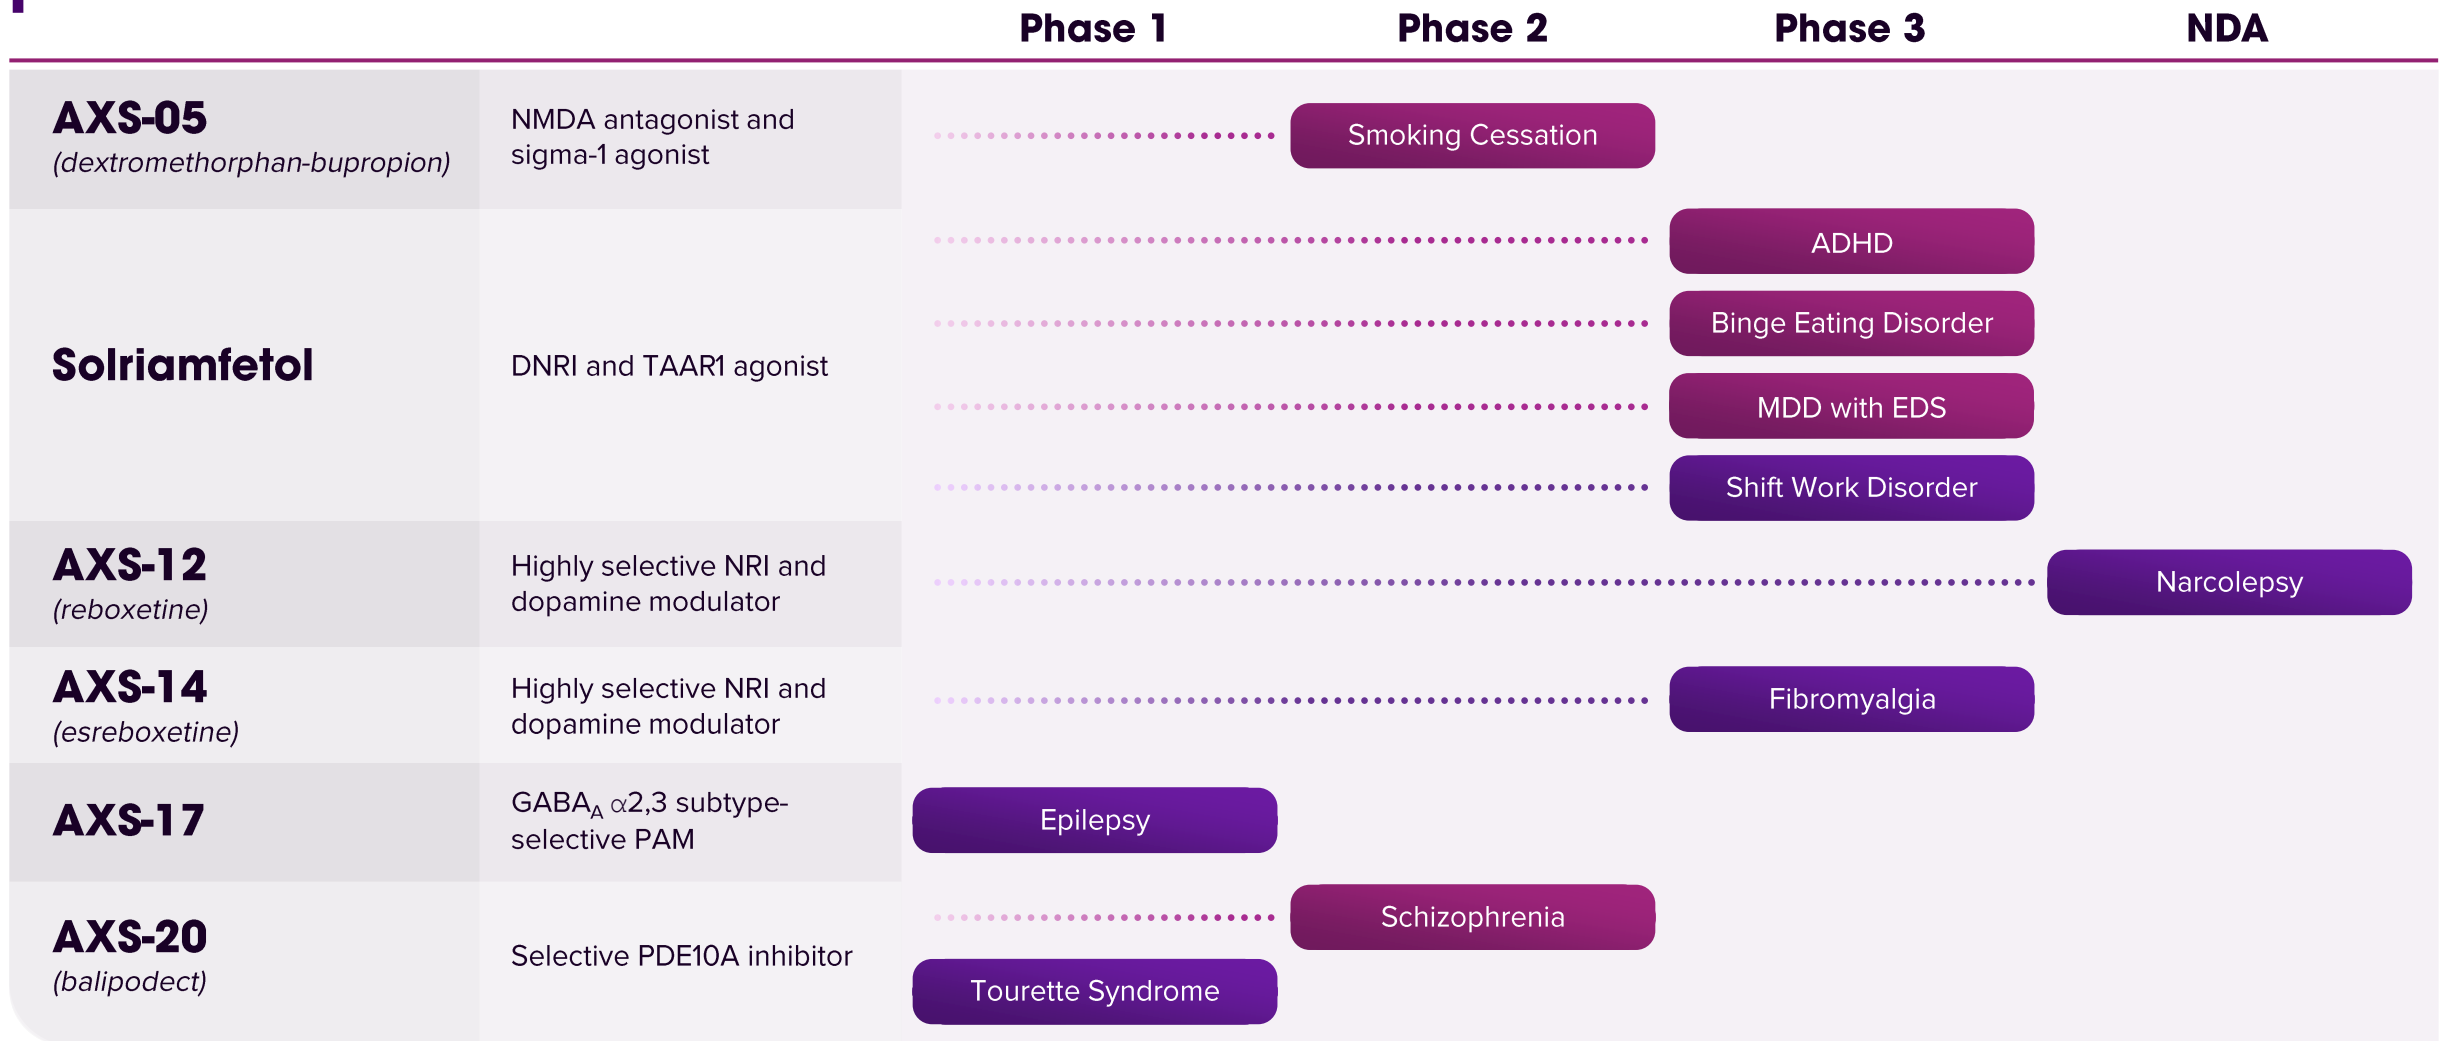 Phase 1 Phase 2 Phase 3 NDA
AXS-05
(dextromethorphan-bupropion)
NMDA antagonist and
sigma-1 agonist
Smoking Cessation
Solriamfetol
DNRI and TAAR1 agonist
ADHD
Binge Eating Disorder
MDD with EDS
Shift Work Disorder
AXS-12
(reboxetine)
Highly selective NRI and
dopamine modulator
Narcolepsy
AXS-14
(esreboxetine)
Highly selective NRI and
dopamine modulator
Fibromyalgia
AXS-17
GABAA α2,3 subtype-
selective PAM
Epilepsy
AXS-20
(balipodect)
Selective PDE10A inhibitor
Schizophrenia
Tourette Syndrome